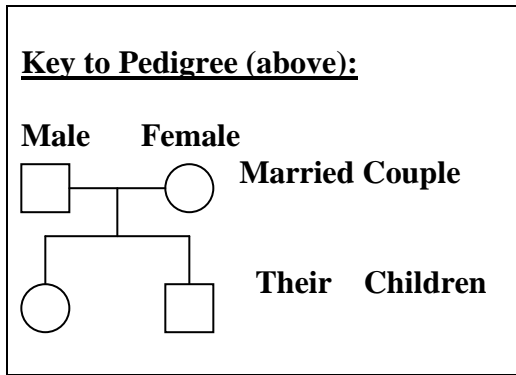 Key to Pedigree (above):
Male Female
Married Couple
Their Children